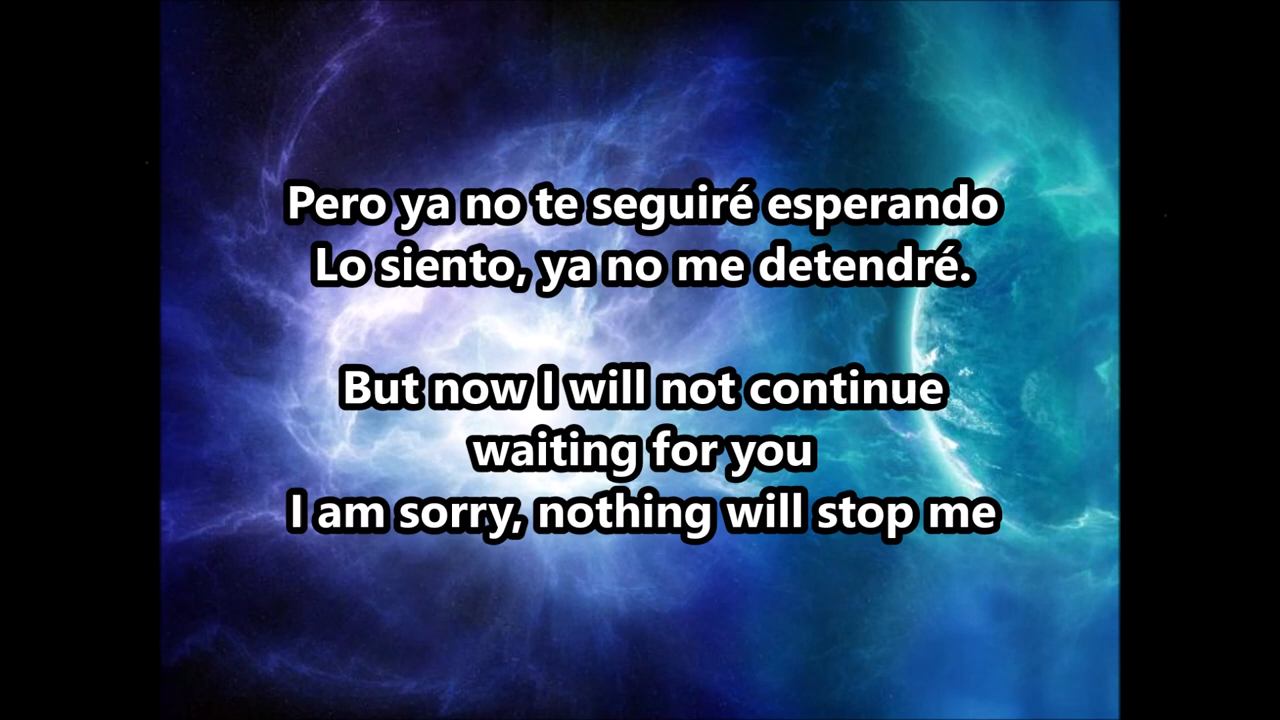 Pero ya no te seguiré esperando
Lo siento, ya no me detendré.
But now I will not continue
waiting for you
I am sorry, nothing will stop me